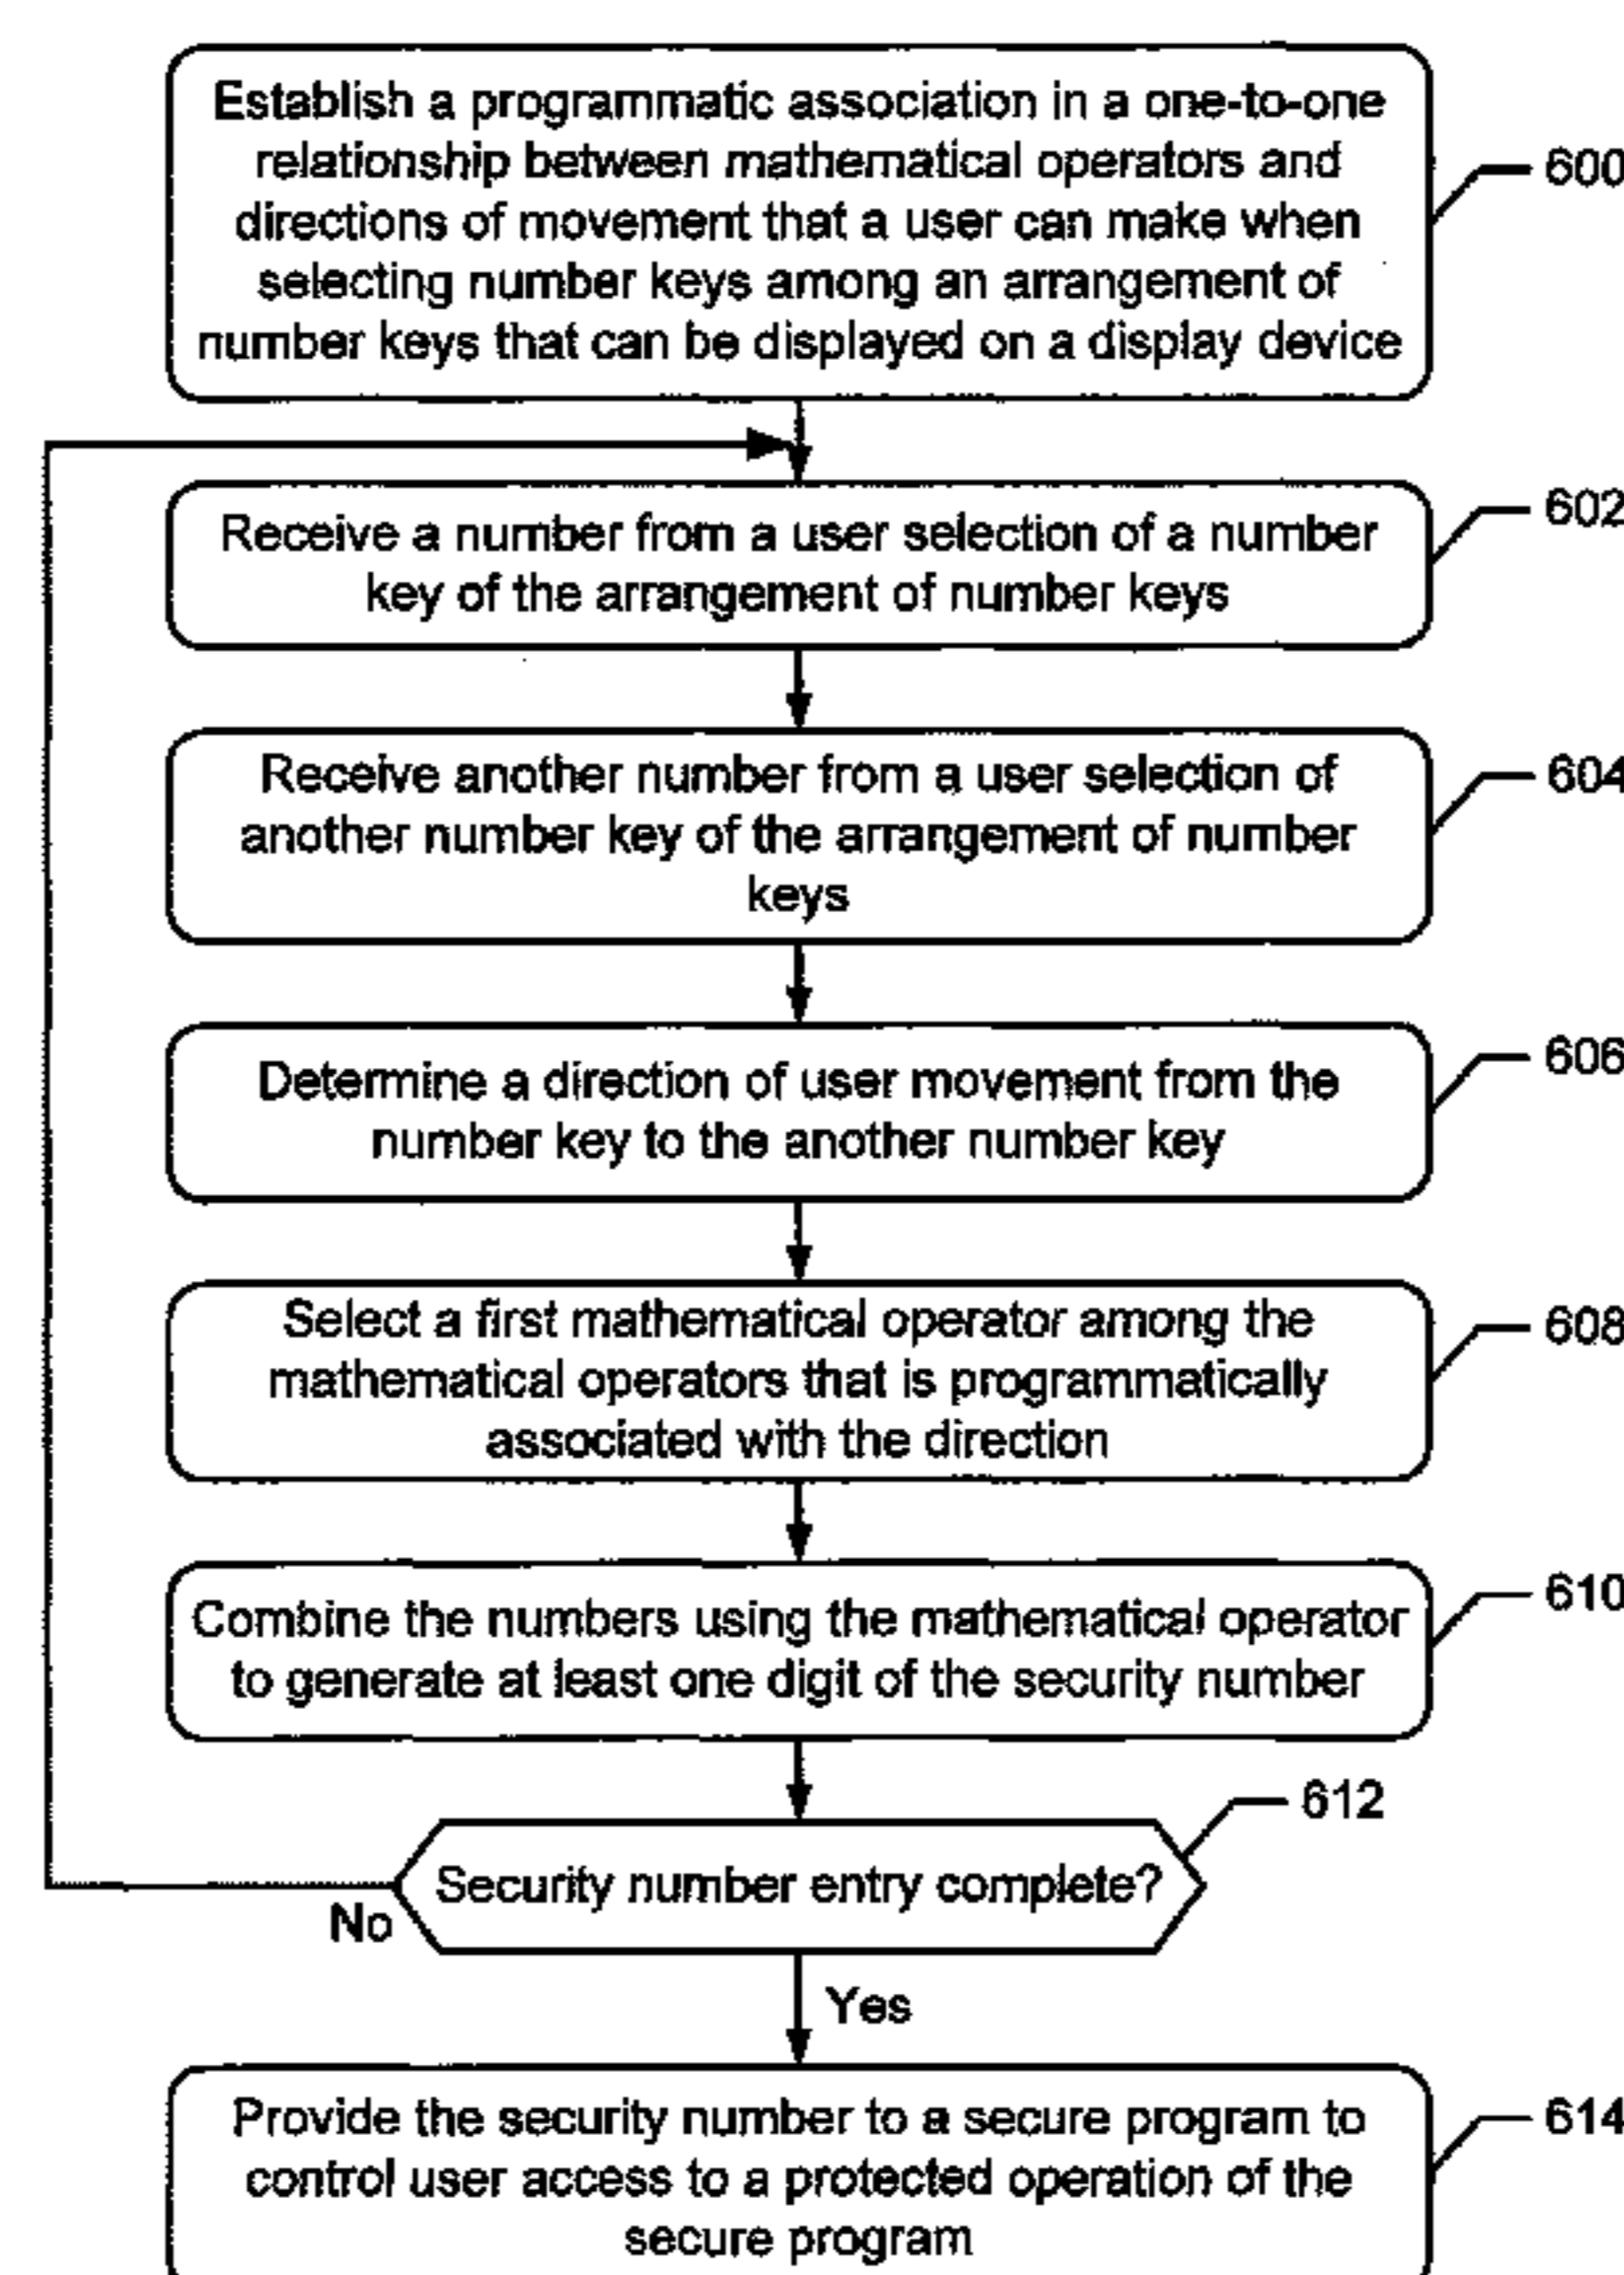 Establish a programmatic association in a one-to-one
relationship between mathematical operators and
directions of movement that a user can make when
selecting number keys among an arrangement of
number keys that can be displayed on a display device
600
Receive a number from a user selection of a number
key of the arrangement of number keys
602
Receive another number from a user selection of
another number key of the arrangement of number
keys
604
Determine a direction of user movement from the
number key to the another number key
606
Select a first mathematical operator among the
mathematical operators that is programmatically
associated with the direction
608
Combine the numbers using the mathematical operator
to generate at least one digit of the security number
610
612
Security number entry complete?
No
Yes
Provide the security number to a secure program to
control user access to a protected operation of the
secure program
614